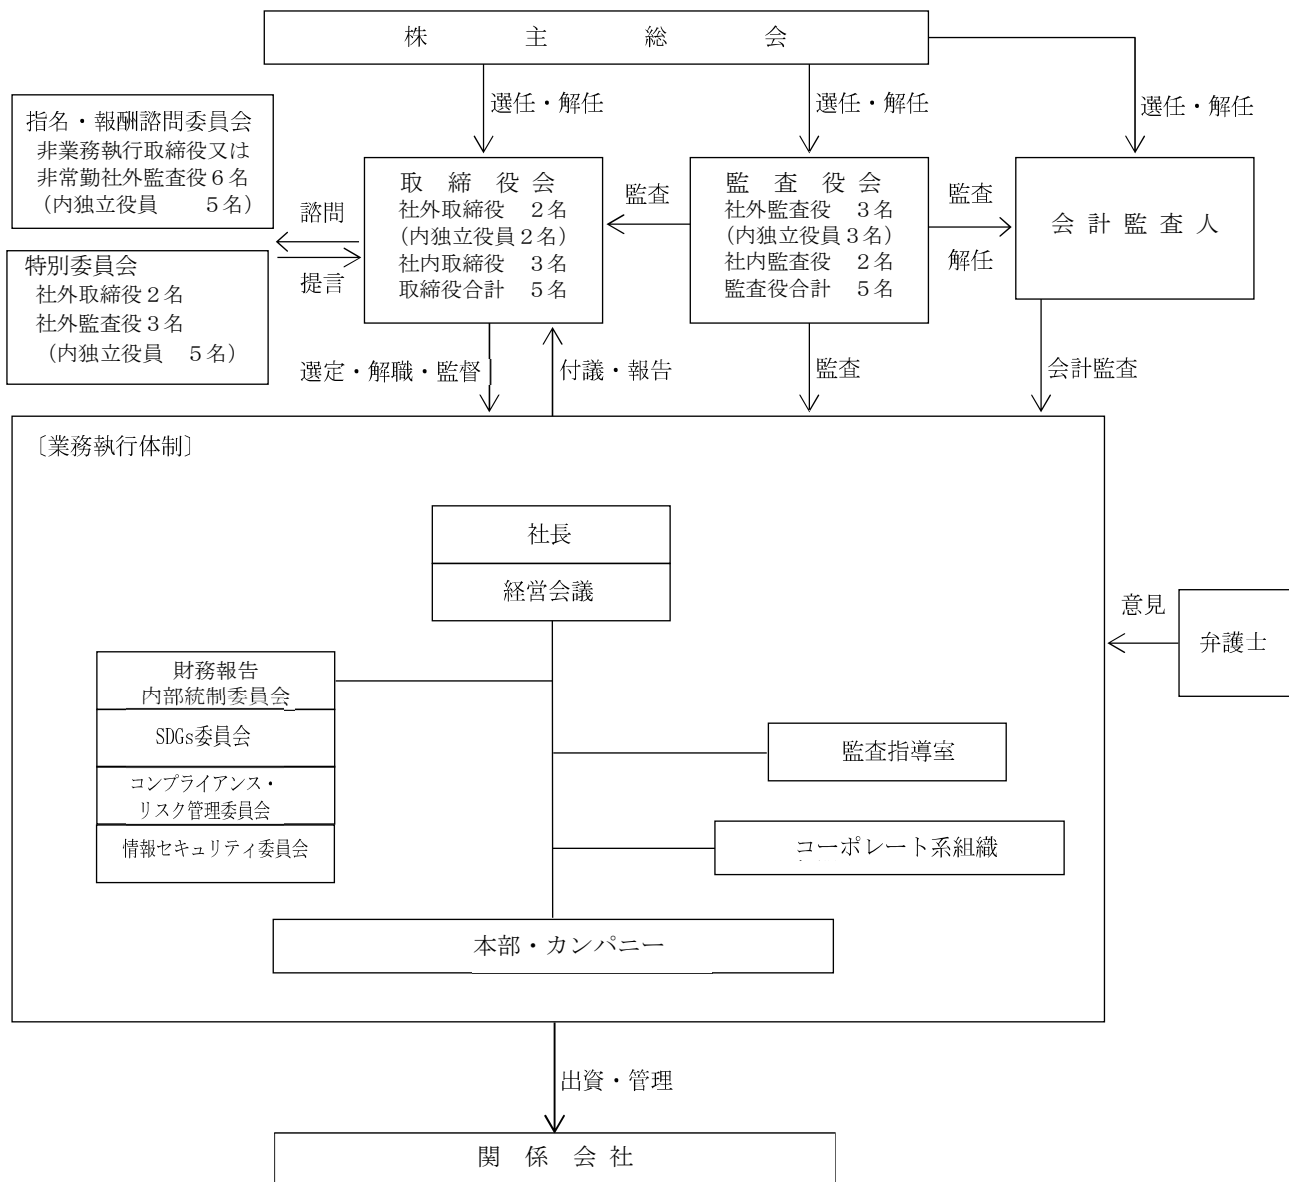 株 主 総 会
選任・解任
選任・解任
選任・解任
指名・報酬諮問委員会
非業務執行取締役又は
非常勤社外監査役6名
(内独立役員 5名)
諮問
提言
特別委員会
社外取締役2名
社外監査役3名
(内独立役員 5名)
取 締 役 会
社外取締役 2名
(内独立役員2名)
社内取締役 3名
取締役合計 5名
監査
監 査 役 会
社外監査役 3名
(内独立役員3名)
社内監査役 2名
監査役合計 5名
監査
解任
会 計 監 査 人
選定・解職・監督
付議・報告
監査
会計監査
〔業務執行体制〕
社長
経営会議
財務報告
内部統制委員会
SDGs委員会
コンプライアンス・
リスク管理委員会
情報セキュリティ委員会
監査指導室
コーポレート系組織
本部・カンパニー
意見
弁護士
出資・管理
関 係 会 社